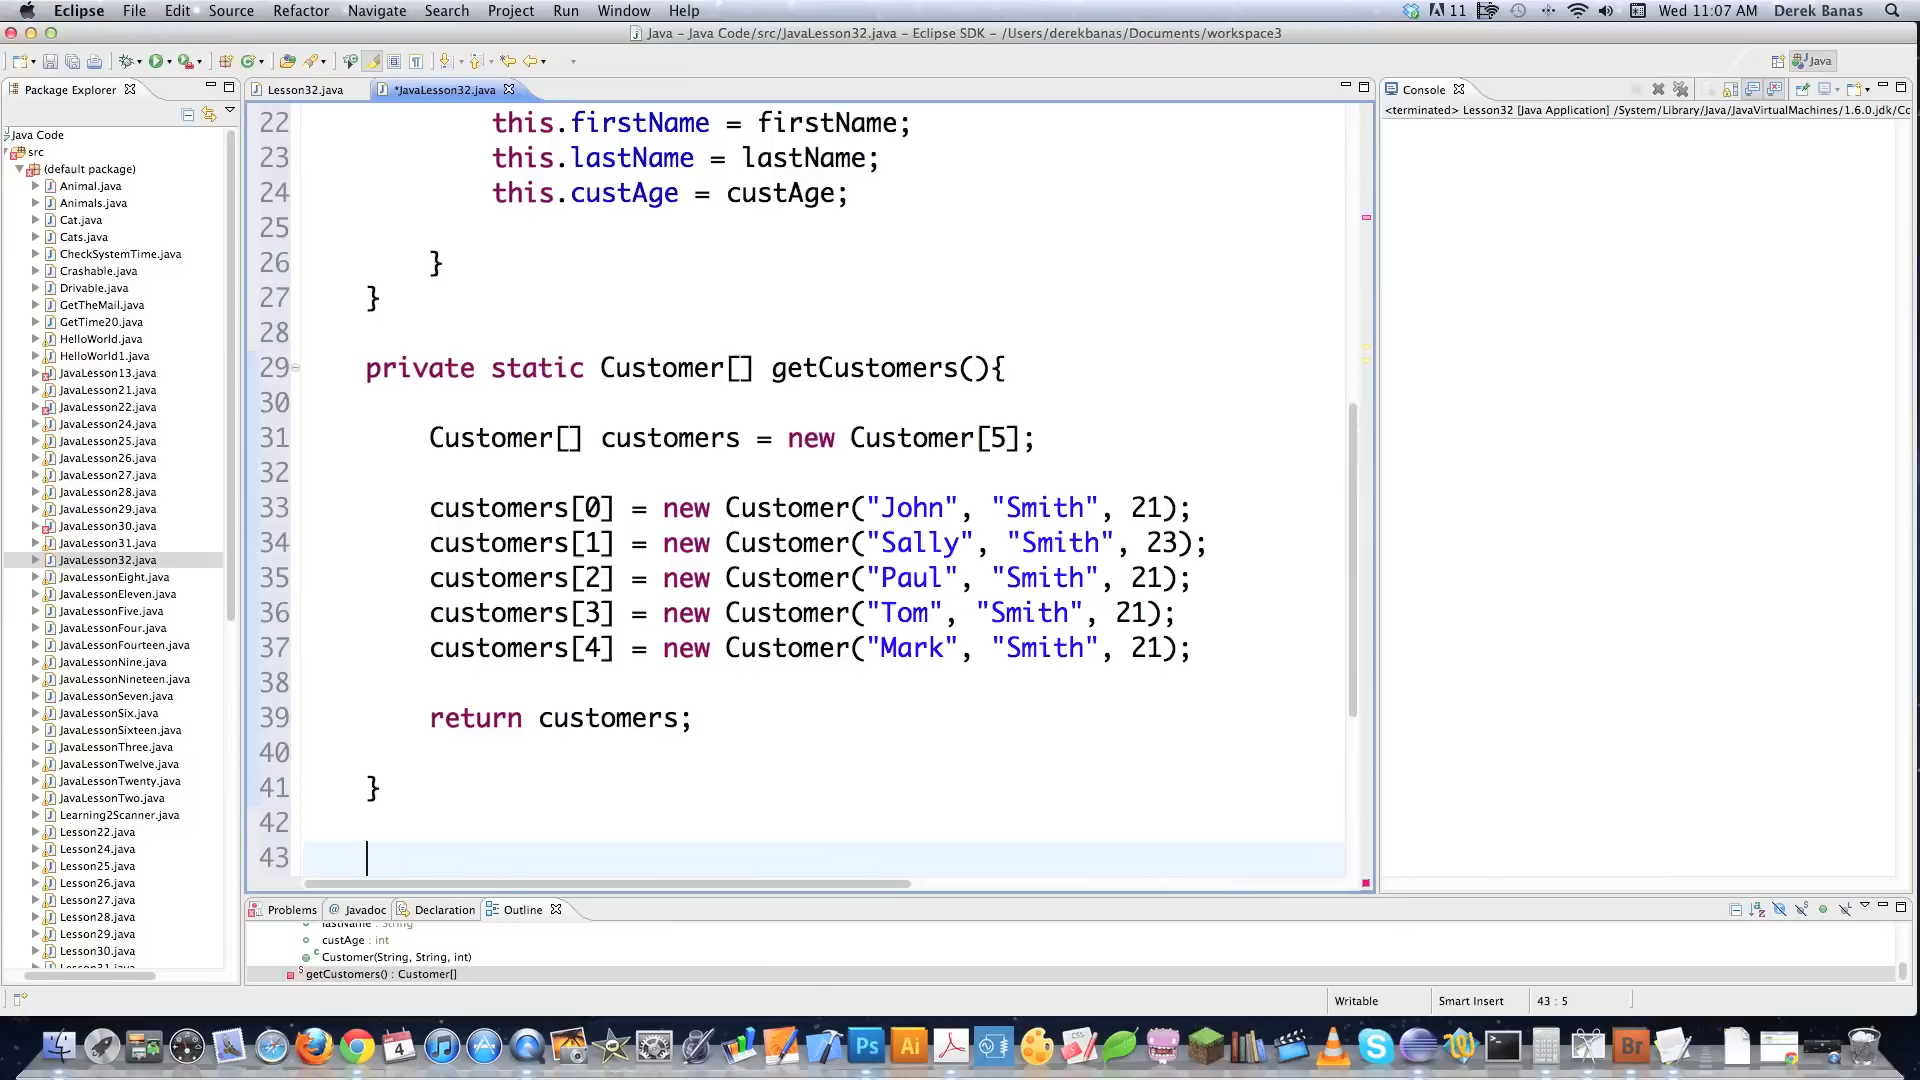 Eclipse File Edit Source Refactor Navigate Search Project Run Window Help 11 Wed 11:07 AM Derek Banas
Java – Java Code/src/JavaLesson32.java – Eclipse SDK – /Users/derekbanas/Documents/workspace3
Java
Package Explorer
Lesson32.java
*JavaLesson32.java
Console
<terminated> Lesson32 [Java Application] /System/Library/Java/JavaVirtualMachines/1.6.0.jdk/Cc
Java Code
src
(default package)
Animal.java
Animals.java
Cat.java
Cats.java
CheckSystemTime.java
Crashable.java
Drivable.java
GetTheMail.java
GetTime20.java
HelloWorld.java
HelloWorld1.java
JavaLesson13.java
JavaLesson21.java
JavaLesson22.java
JavaLesson24.java
JavaLesson25.java
JavaLesson26.java
JavaLesson27.java
JavaLesson28.java
JavaLesson29.java
JavaLesson30.java
JavaLesson31.java
JavaLesson32.java
JavaLessonEight.java
JavaLessonEleven.java
JavaLessonFive.java
JavaLessonFour.java
JavaLessonFourteen.java
JavaLessonNine.java
JavaLessonNineteen.java
JavaLessonSeven.java
JavaLessonSix.java
JavaLessonSixteen.java
JavaLessonThree.java
JavaLessonTwelve.java
JavaLessonTwenty.java
JavaLessonTwo.java
Learning2Scanner.java
Lesson22.java
Lesson24.java
Lesson25.java
Lesson26.java
Lesson27.java
Lesson28.java
Lesson29.java
Lesson30.java
Lesson31.java
22 this.firstName = firstName;
23 this.lastName = lastName;
24 this.custAge = custAge;
25
26 }
27 }
28
29 private static Customer[] getCustomers(){
30
31 Customer[] customers = new Customer[5];
32
33 customers[0] = new Customer("John", "Smith", 21);
34 customers[1] = new Customer("Sally", "Smith", 23);
35 customers[2] = new Customer("Paul", "Smith", 21);
36 customers[3] = new Customer("Tom", "Smith", 21);
37 customers[4] = new Customer("Mark", "Smith", 21);
38
39 return customers;
40
41 }
42
43
Problems @ Javadoc Declaration Outline
lastName : String
custAge : int
Customer(String, String, int)
getCustomers() : Customer[]
Writable Smart Insert 43 : 5
4 Ps Ai CSS Br